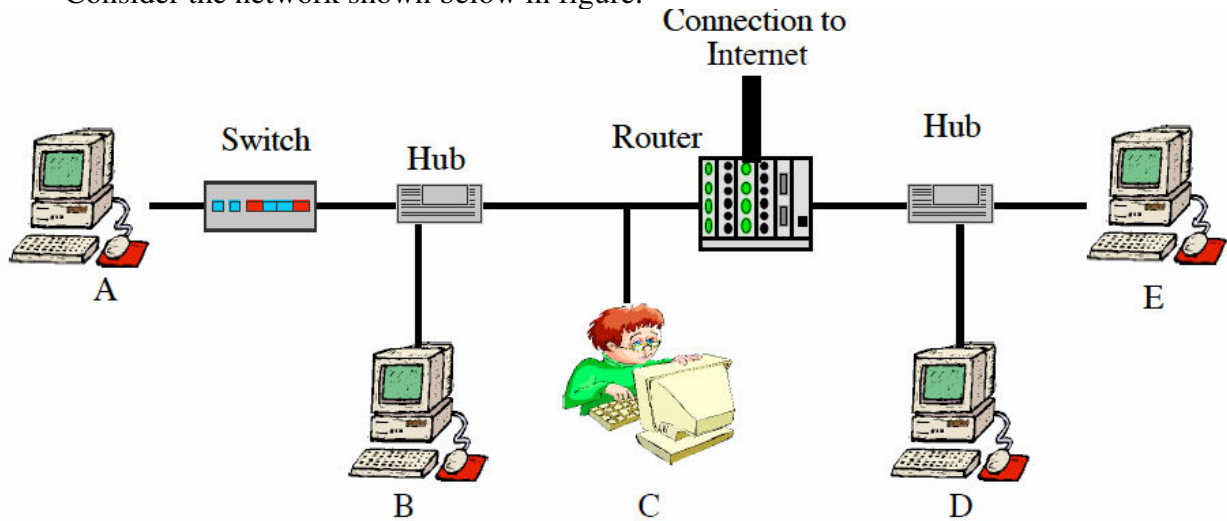 Consider the network shown below in figure.
Connection to
Internet
Switch
Hub
Router
Hub
A
E
B
C
D